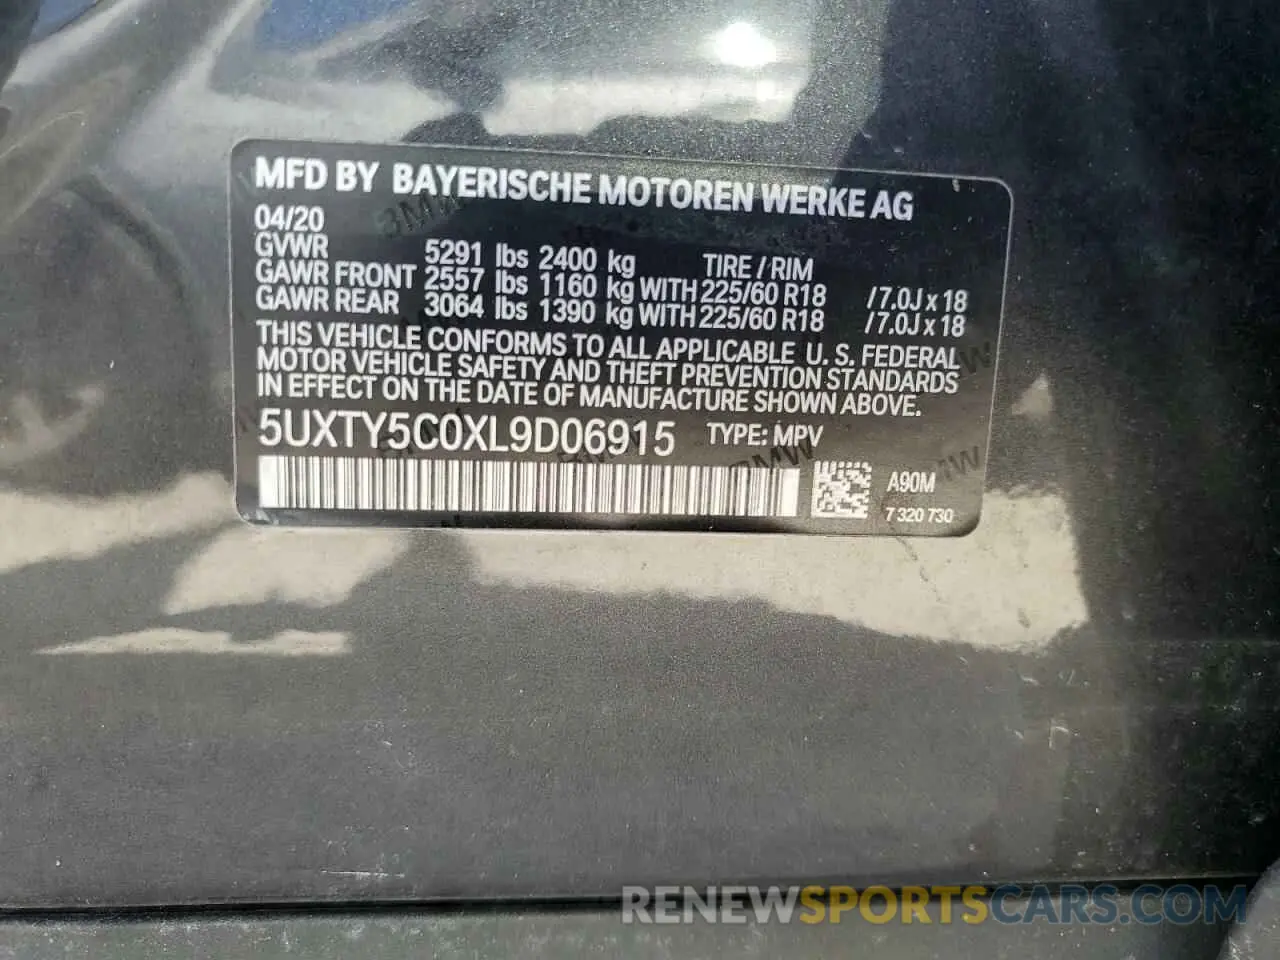 MFD BY BAYERISCHE MOTOREN WERKE AG
04/20
GVWR 5291 lbs 2400 kg TIRE / RIM
GAWR FRONT 2557 lbs 1160 kg WITH 225/60 R18 / 7.0J x 18
GAWR REAR 3064 lbs 1390 kg WITH 225/60 R18 / 7.0J x 18
THIS VEHICLE CONFORMS TO ALL APPLICABLE U. S. FEDERAL
MOTOR VEHICLE SAFETY AND THEFT PREVENTION STANDARDS
IN EFFECT ON THE DATE OF MANUFACTURE SHOWN ABOVE.
5UXTY5C0XL9D06915 TYPE: MPV
A90M
7 320 730
RENEWSPORTSCARS.COM